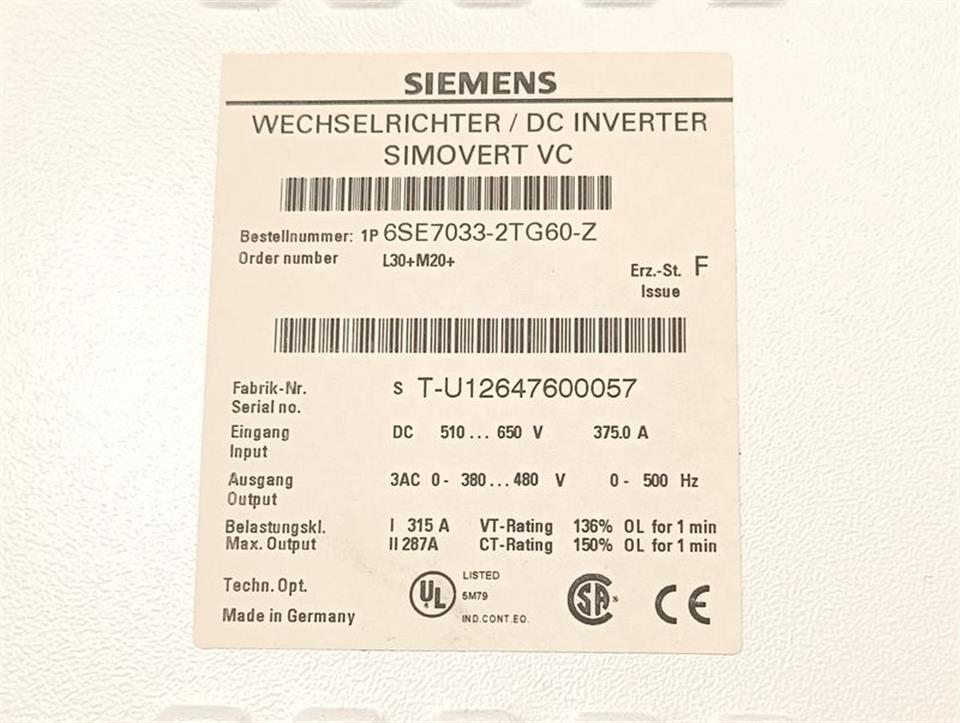 SIEMENS
WECHSELRICHTER / DC INVERTER
SIMOVERT VC
Bestellnummer: 1P 6SE7033-2TG60-Z
Order number L30+M20+
Erz.-St. F
Issue
Fabrik-Nr. S T-U12647600057
Serial no.
Eingang DC 510...650 V 375.0 A
Input
Ausgang 3AC 0- 380...480 V 0- 500 Hz
Output
Belastungskl. I 315 A VT-Rating 136% OL for 1 min
Max. Output II 287A CT-Rating 150% OL for 1 min
Techn. Opt.
UL LISTED
5M79
IND.CONT.EQ.
SA CE
Made in Germany